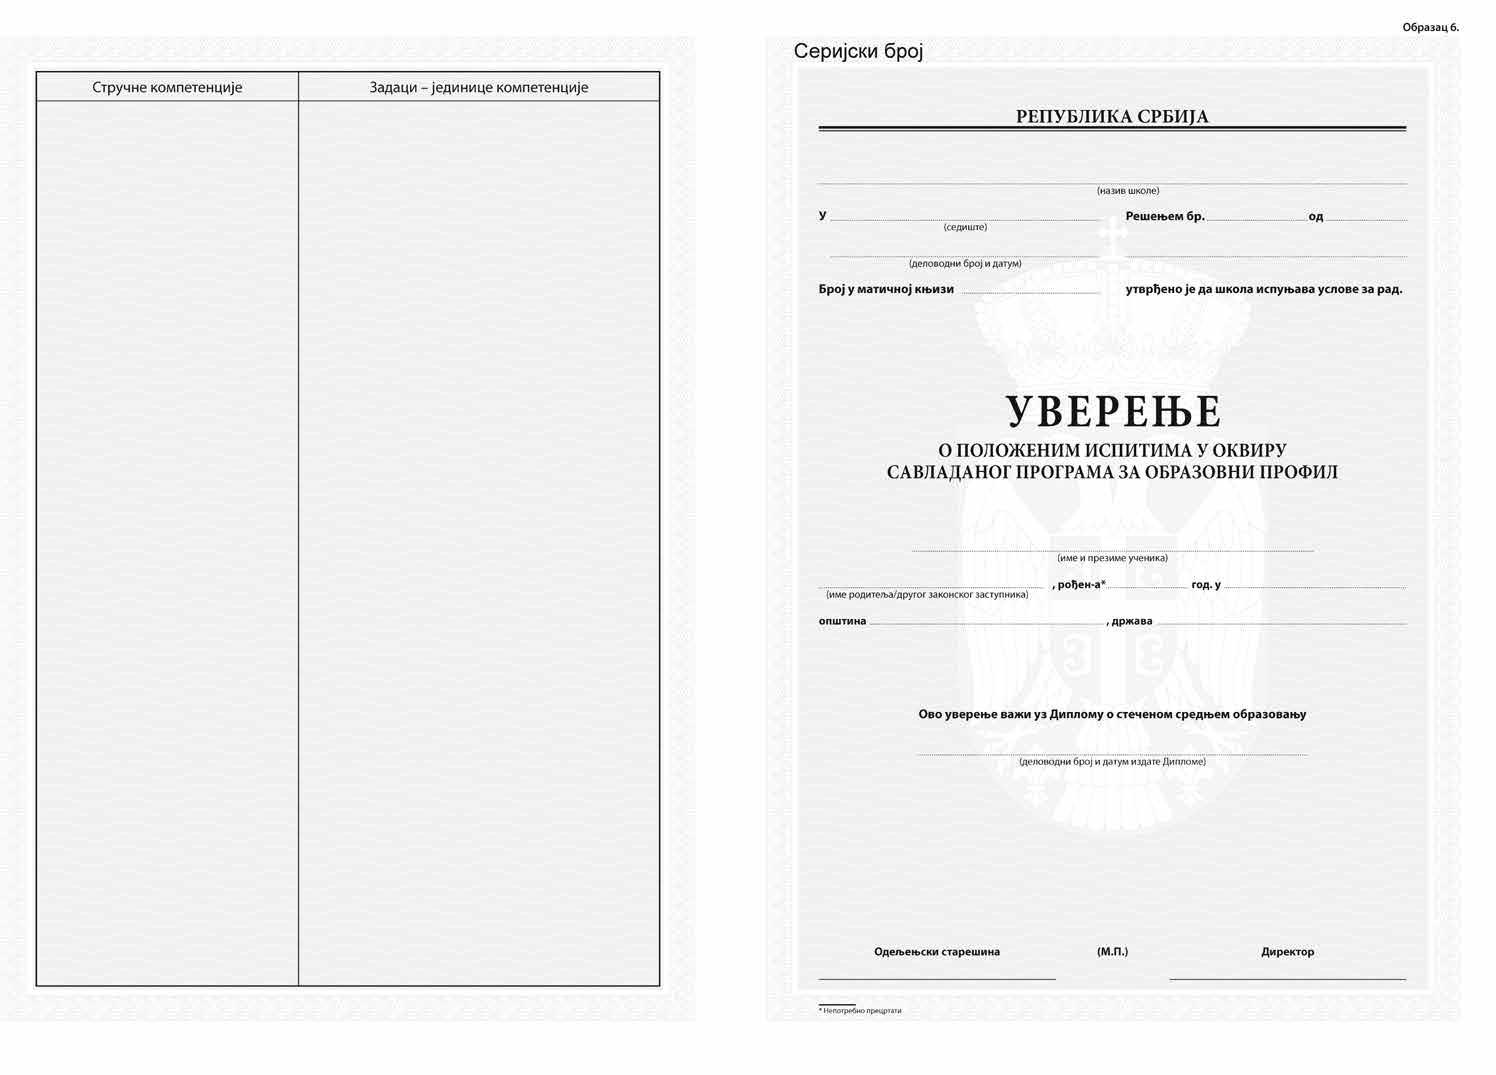 Образац 6.
Стручне компетенције
Задаци – јединице компетенције
Серијски број
РЕПУБЛИКА СРБИЈА
(назив школе)
У Решењем бр. од
(седиште)
(деловодни број и датум)
Број у матичној књизи утврђено је да школа испуњава услове за рад.
УВЕРЕЊЕ
О ПОЛОЖЕНИМ ИСПИТИМА У ОКВИРУ
САВЛАДАНОГ ПРОГРАМА ЗА ОБРАЗОВНИ ПРОФИЛ
(име и презиме ученика)
, рођен-а* год. у
(име родитеља/другог законског заступника)
општина , држава
Ово уверење важи уз Диплому о стеченом средњем образовању
(деловодни број и датум издате Дипломе)
Одељењски старешина (М.П.) Директор
* Непотребно прецртати